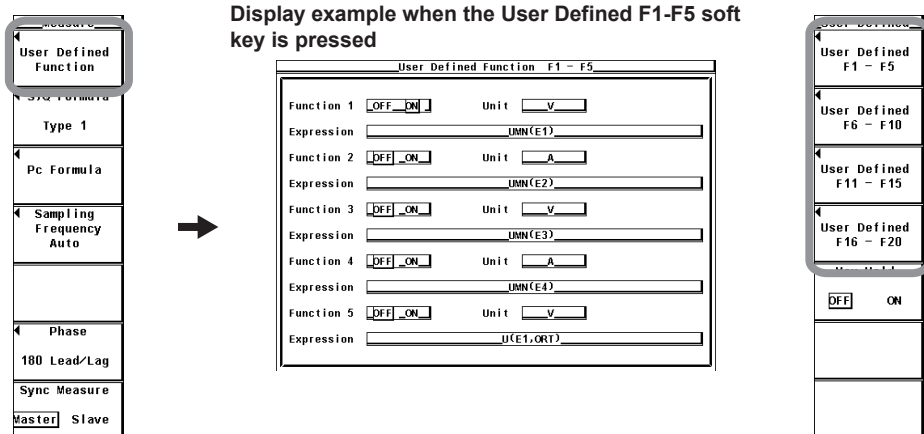 Measure
User Defined
Function
S/Q Formula
Type 1
Pc Formula
Sampling
Frequency
Auto
Phase
180 Lead/Lag
Sync Measure
Master Slave
Display example when the User Defined F1-F5 soft
key is pressed
User Defined Function F1 - F5
Function 1 OFF ON Unit V
Expression UMN(E1)
Function 2 OFF ON Unit A
Expression UMN(E2)
Function 3 OFF ON Unit V
Expression UMN(E3)
Function 4 OFF ON Unit A
Expression UMN(E4)
Function 5 OFF ON Unit V
Expression U(E1,ORT)
User Defined
User Defined
F1 - F5
User Defined
F6 - F10
User Defined
F11 - F15
User Defined
F16 - F20
OFF ON